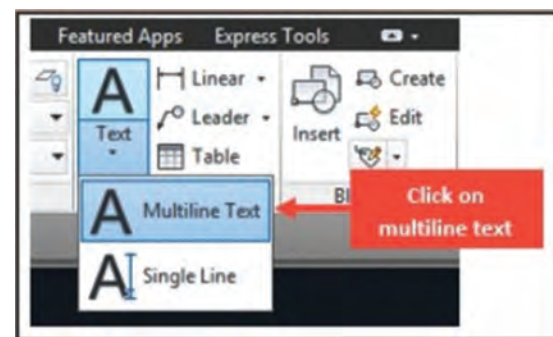 Featured Apps Express Tools
A Linear Create
Leader Edit
Text Insert
Table
A Multiline Text Bl Click on
multiline text
A Single Line